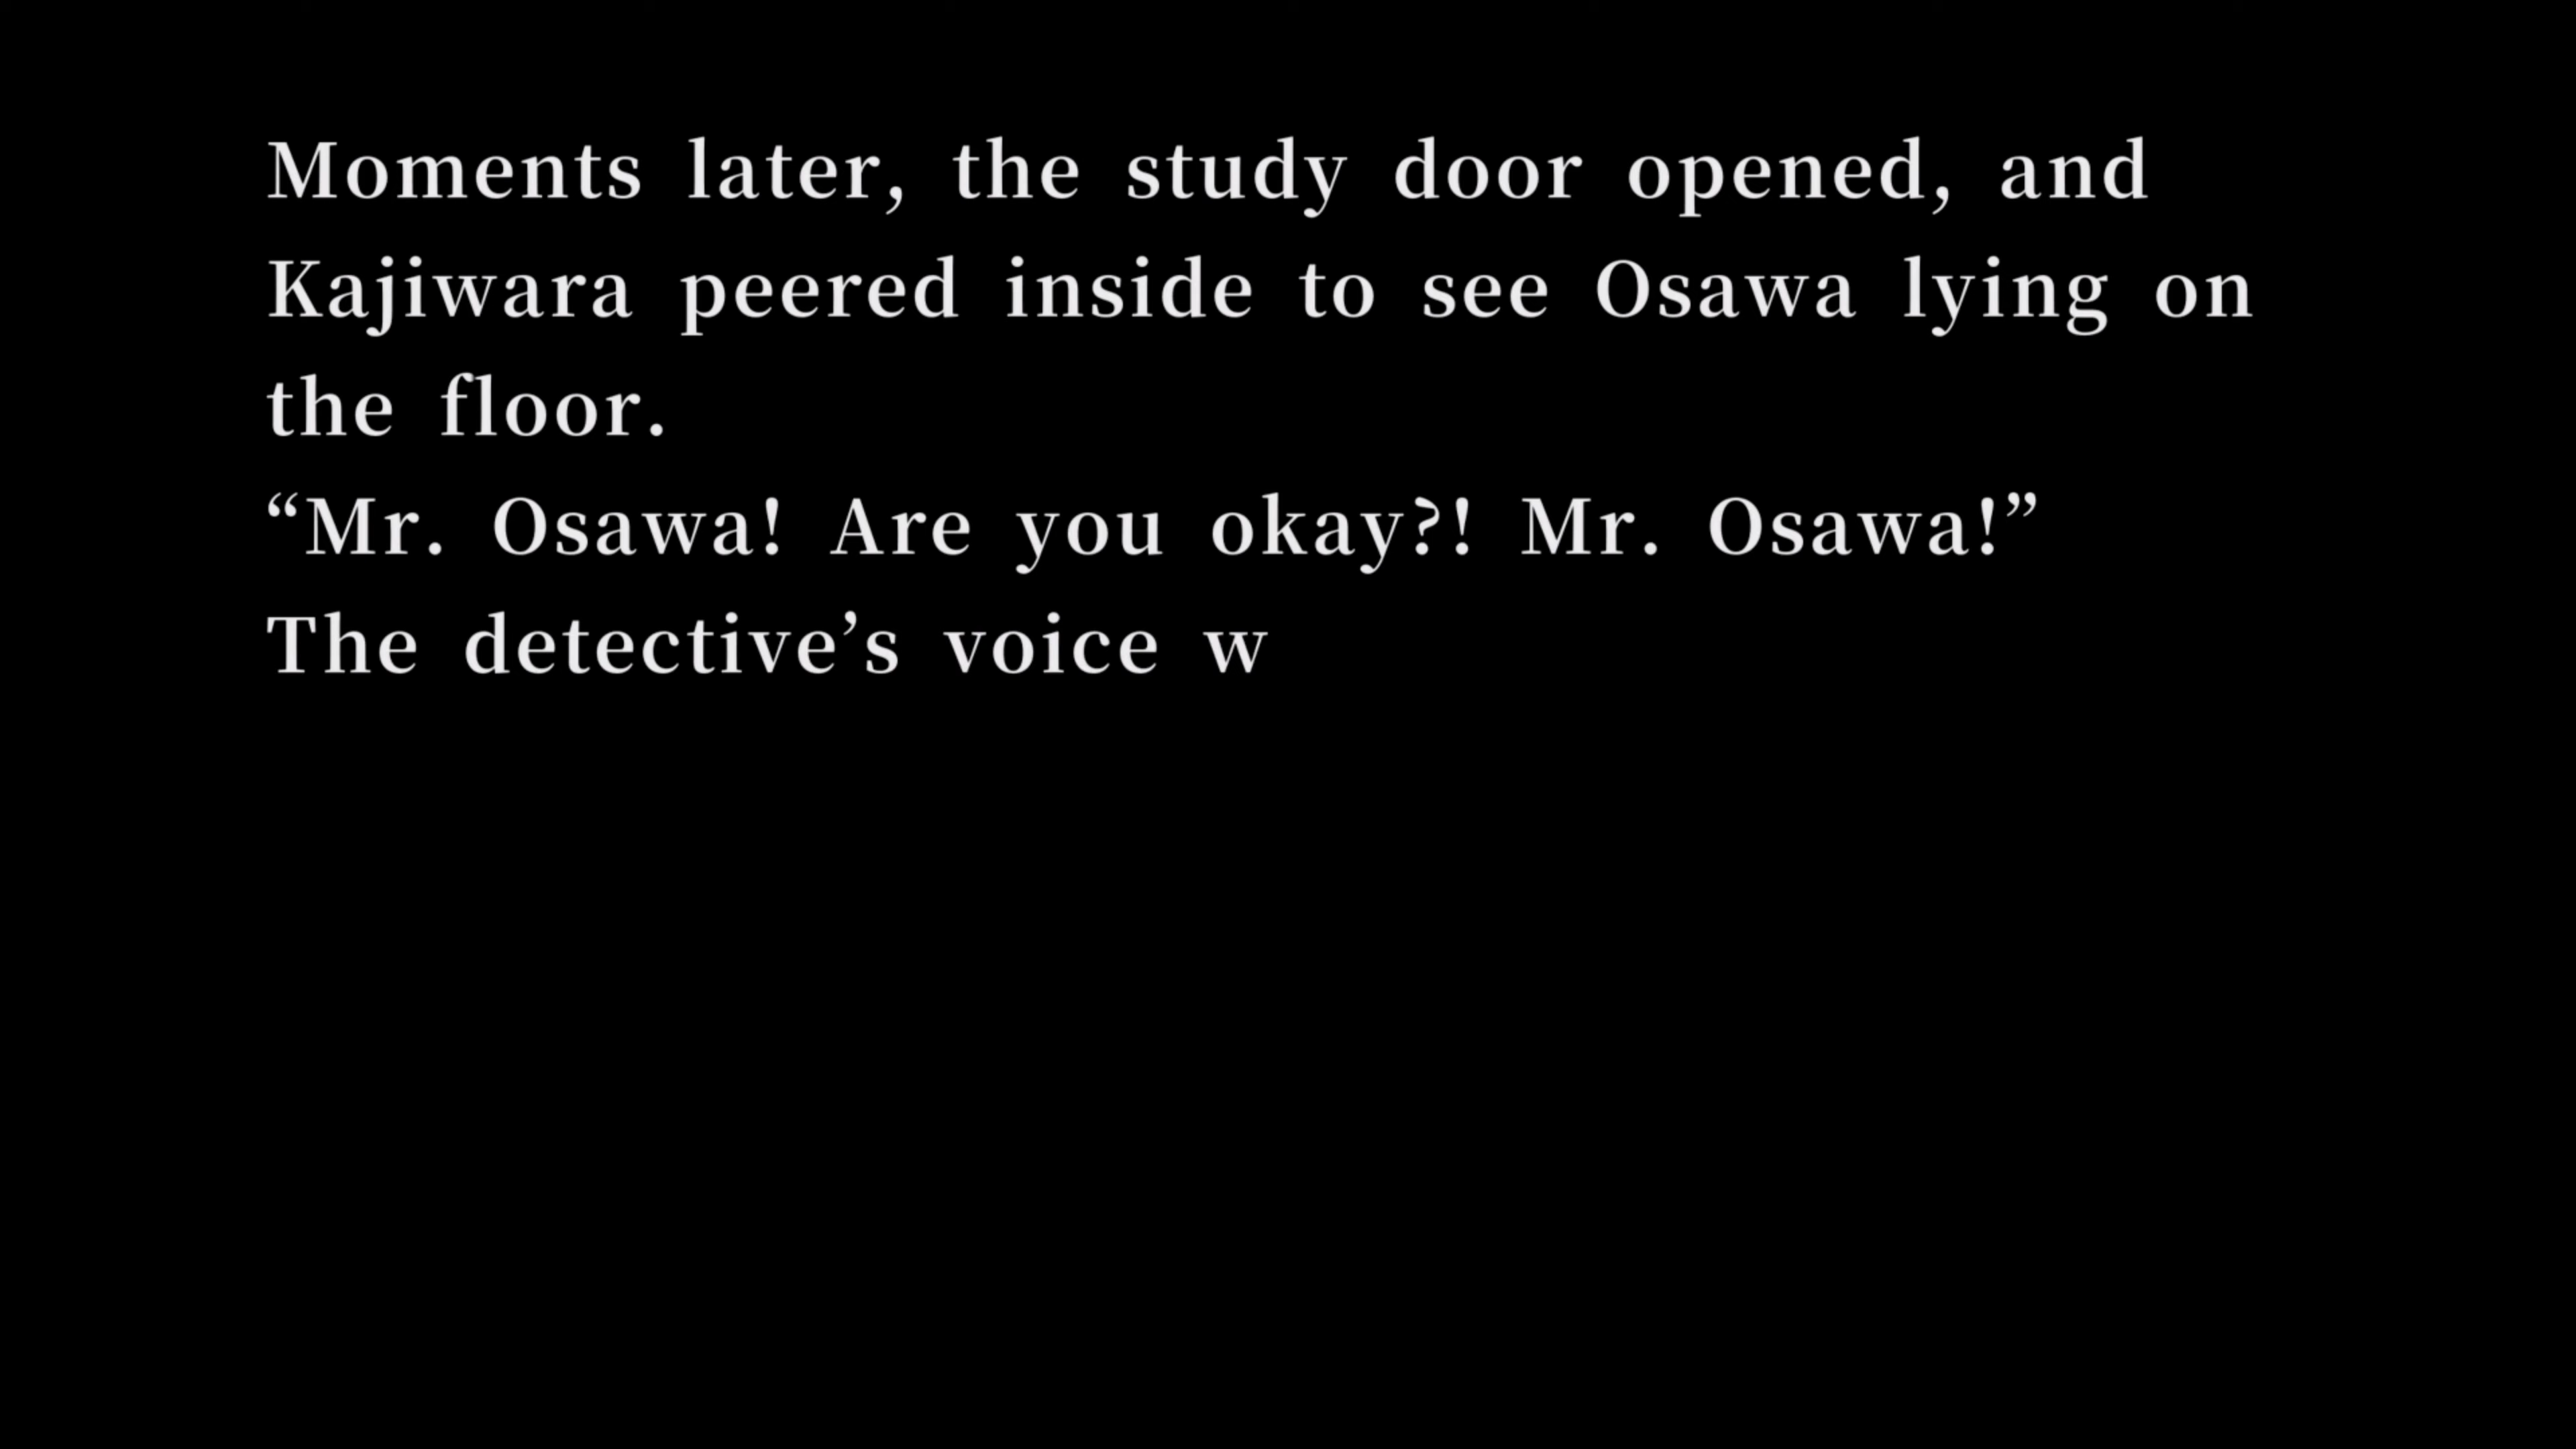 Moments later, the study door opened, and
Kajiwara peered inside to see Osawa lying on
the floor.
“Mr. Osawa! Are you okay?! Mr. Osawa!”
The detective’s voice w